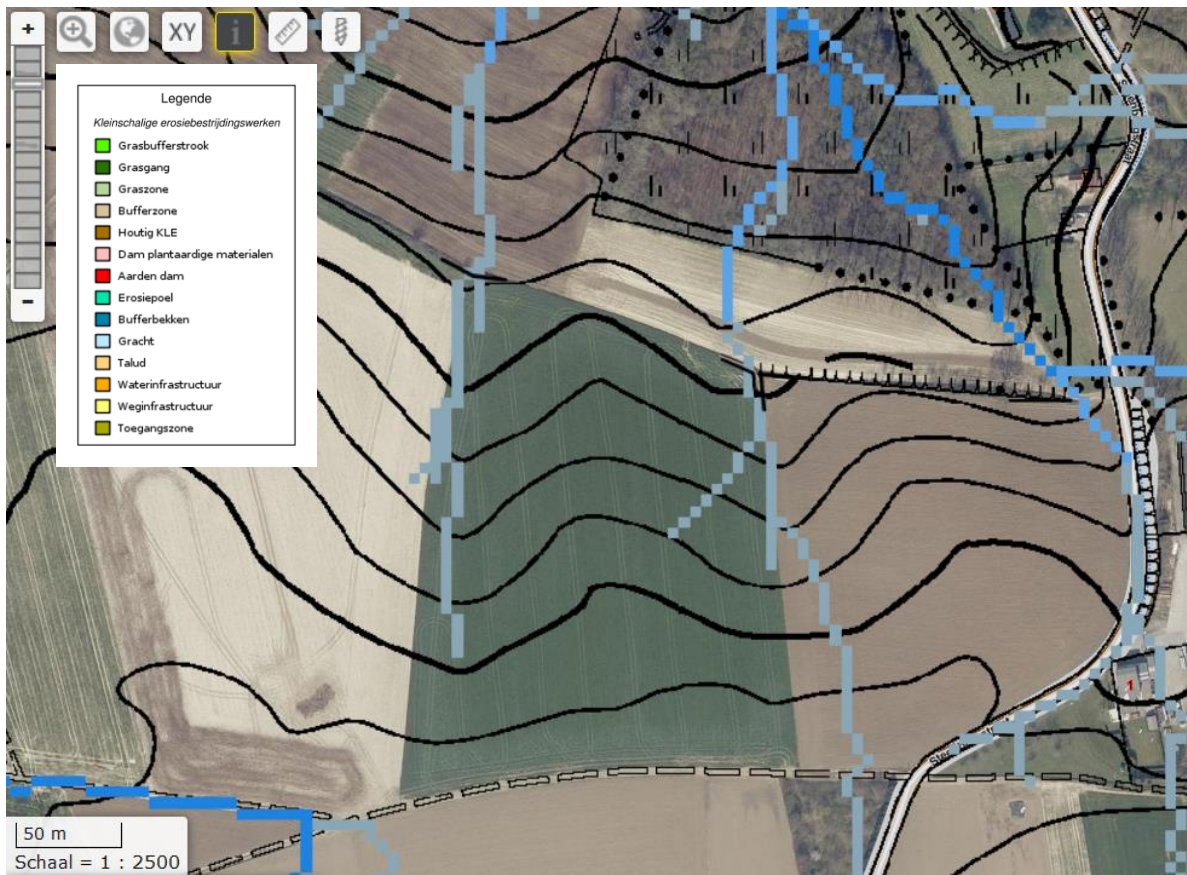 +
XY
i
-
Legende
Kleinschalige erosiebestrijdingswerken
Grasbufferstrook
Grasgang
Graszone
Bufferzone
Houtig KLE
Dam plantaardige materialen
Aarden dam
Erosiepoel
Bufferbekken
Gracht
Talud
Waterinfrastructuur
Weginfrastructuur
Toegangszone
1
50 m
Schaal = 1 : 2500